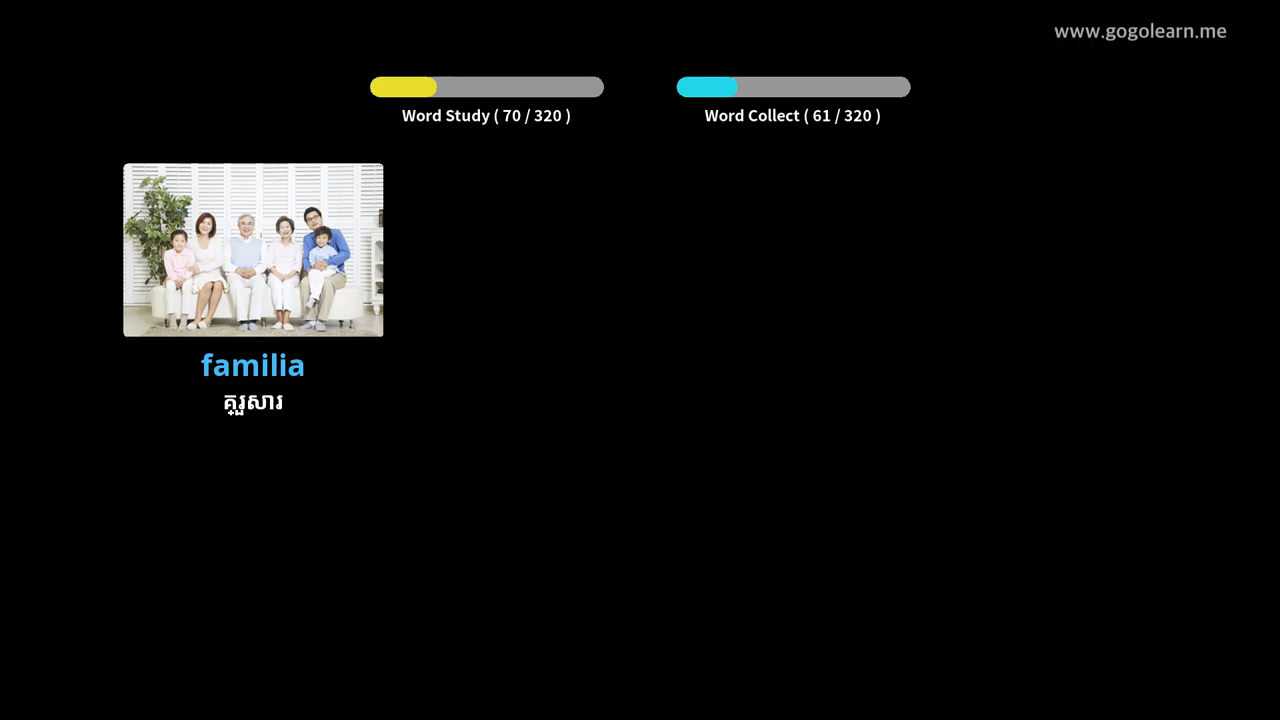 www.gogolearn.me
Word Study ( 70 / 320 )
Word Collect ( 61 / 320 )
familia
គ្រួសារ